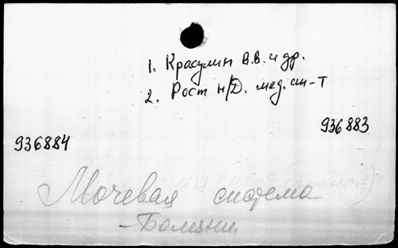 1. Красулин В.В. и др.
2. Рост н/Д. мед. ин-т
936883
936884
Мочевая система
-Болезни